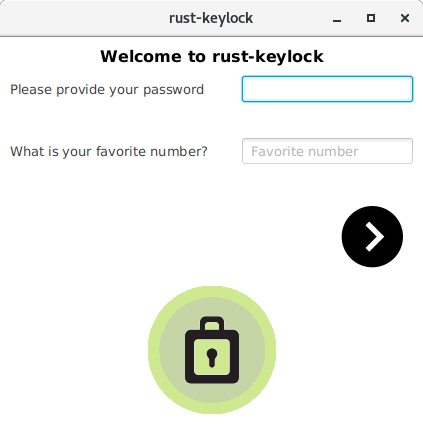 rust-keylock
Welcome to rust-keylock
Please provide your password
What is your favorite number? Favorite number